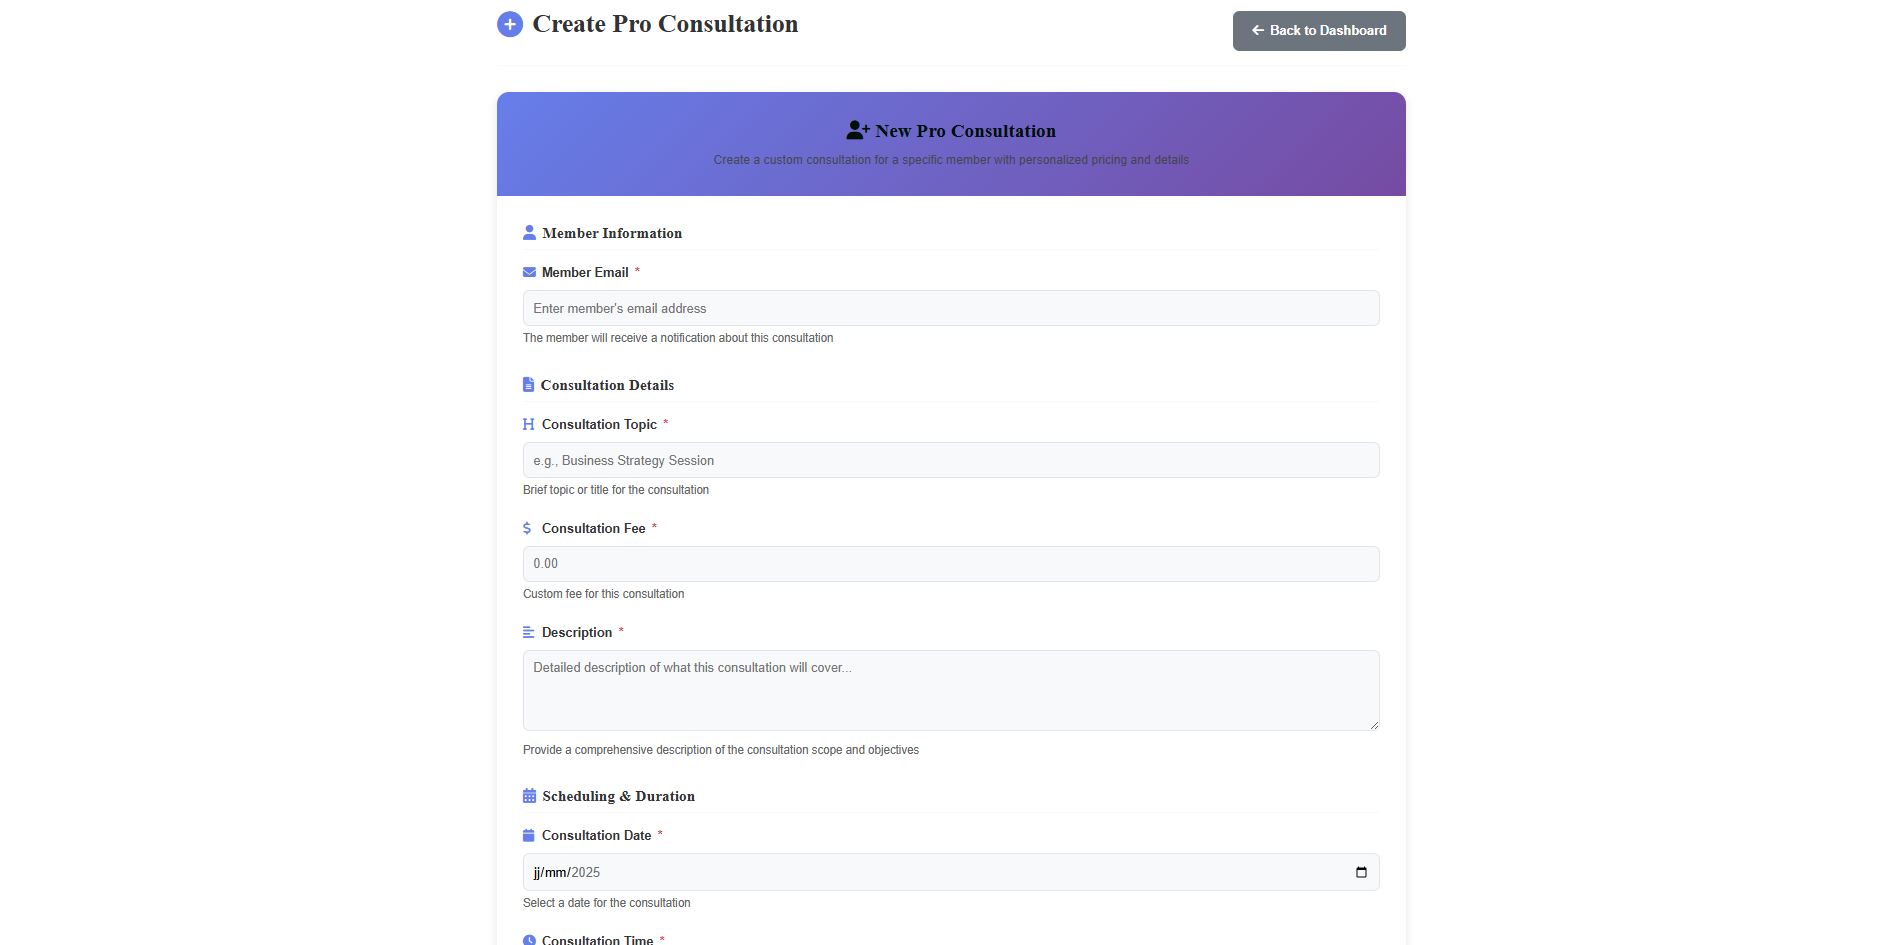 Create Pro Consultation
Back to Dashboard
New Pro Consultation
Create a custom consultation for a specific member with personalized pricing and details
Member Information
Member Email *
Enter member's email address
The member will receive a notification about this consultation
Consultation Details
Consultation Topic *
e.g., Business Strategy Session
Brief topic or title for the consultation
Consultation Fee *
0.00
Custom fee for this consultation
Description *
Detailed description of what this consultation will cover...
Provide a comprehensive description of the consultation scope and objectives
Scheduling & Duration
Consultation Date *
jj/mm/2025
Select a date for the consultation
Consultation Time *